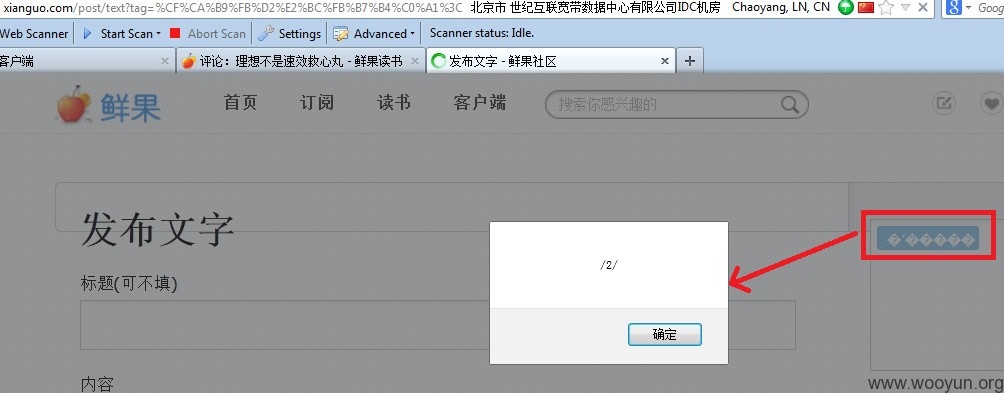 xianguo.com/post/text?tag=%CF%CA%B9%FB%D2%E2%BC%FB%B7%B4%C0%A1%3C 北京市 世纪互联宽带数据中心有限公司IDC机房 Chaoyang, LN, CN Goog
Web Scanner Start Scan Abort Scan Settings Advanced Scanner status: Idle.
客户端 评论：理想不是速效救心丸 - 鲜果读书 发布文字 - 鲜果社区
鲜果 首页 订阅 读书 客户端 搜索你感兴趣的
发布文字
�'�����
/2/
标题(可不填)
确定
内容
www.wooyun.org